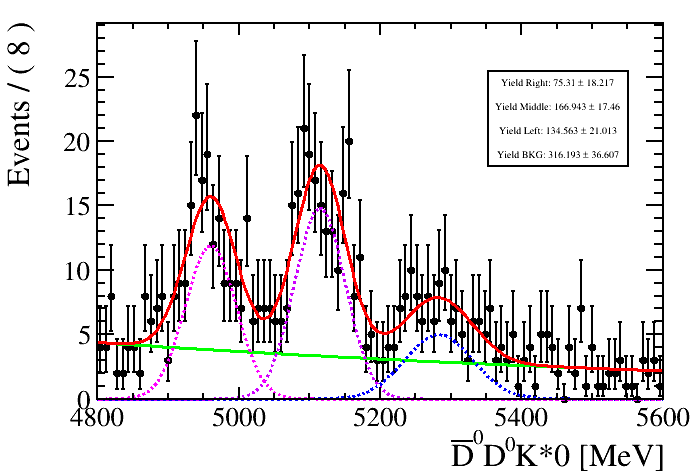 Events / ( 8 )
25
20
15
10
5
0
Yield Right: 75.31 ± 18.217
Yield Middle: 166.943 ± 17.46
Yield Left: 134.563 ± 21.013
Yield BKG: 316.193 ± 36.607
4800 5000 5200 5400 5600
D̅⁰D⁰K*0 [MeV]